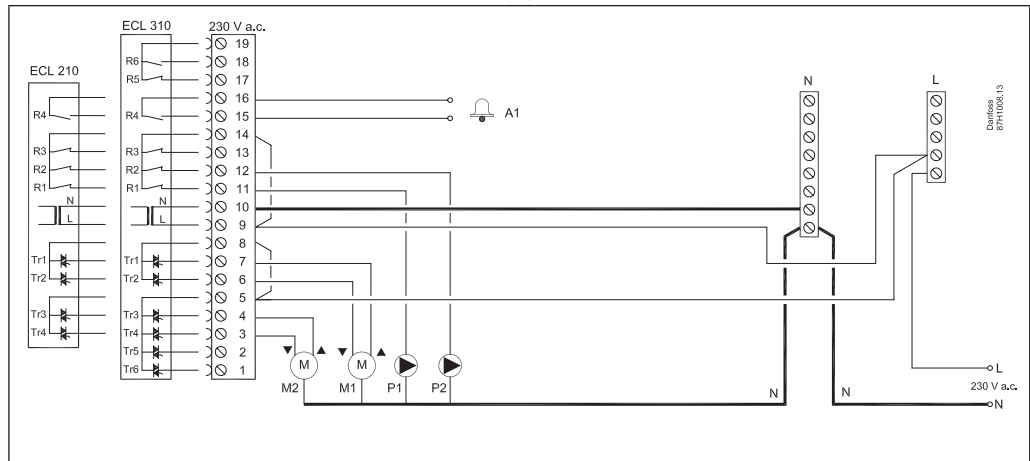 ECL 310
230 V a.c.
ECL 210
19
R6
18
R5
17
16
R4
R4
15
A1
14
R3
R3
13
R2
R2
12
R1
R1
11
N
N
10
L
L
9
8
Tr1
Tr1
7
Tr2
Tr2
6
5
Tr3
Tr3
4
Tr4
Tr4
3
Tr5
2
Tr6
1
M
M
M2
M1
P1
P2
N
L
Danfoss
87H1008.13
L
230 V a.c.
N
N
N